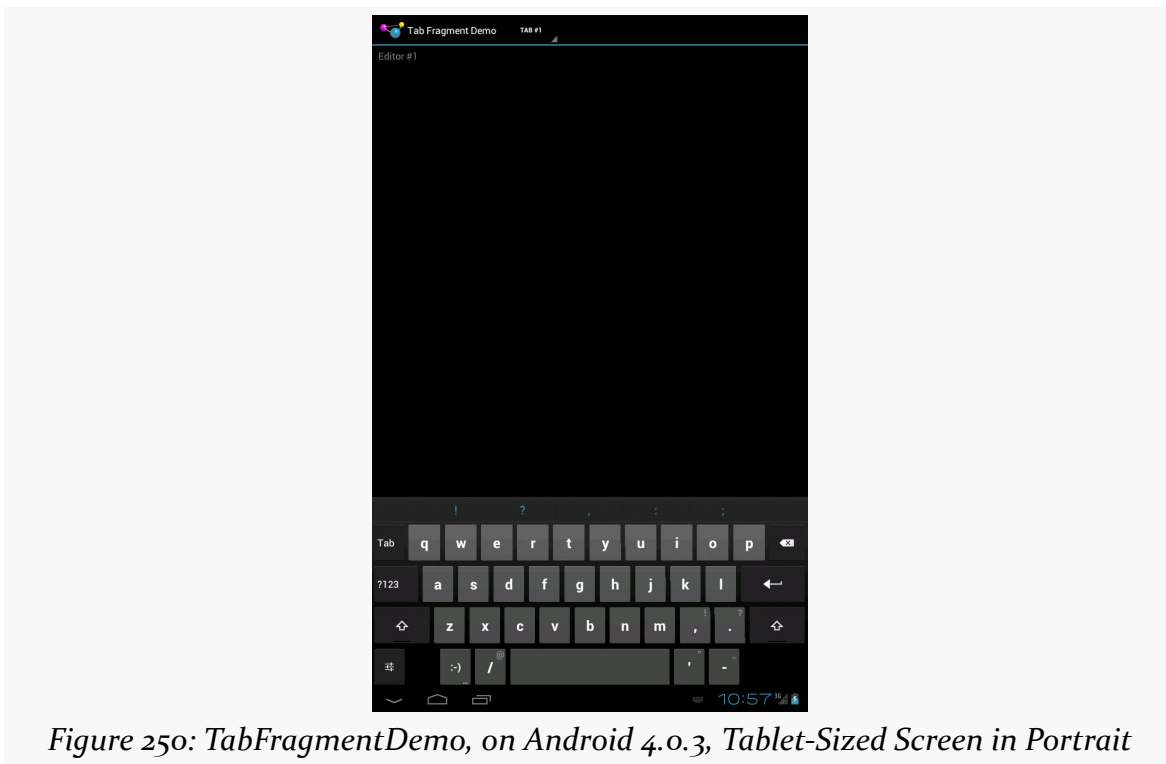 Tab Fragment Demo TAB #1
Editor #1
! ? , : ;
Tab q w e r t y u i o p
?123 a s d f g h j k l
z x c v b n m , ! . ?
:-) / @ ' " - _
10:57 3G
Figure 250: TabFragmentDemo, on Android 4.0.3, Tablet-Sized Screen in Portrait